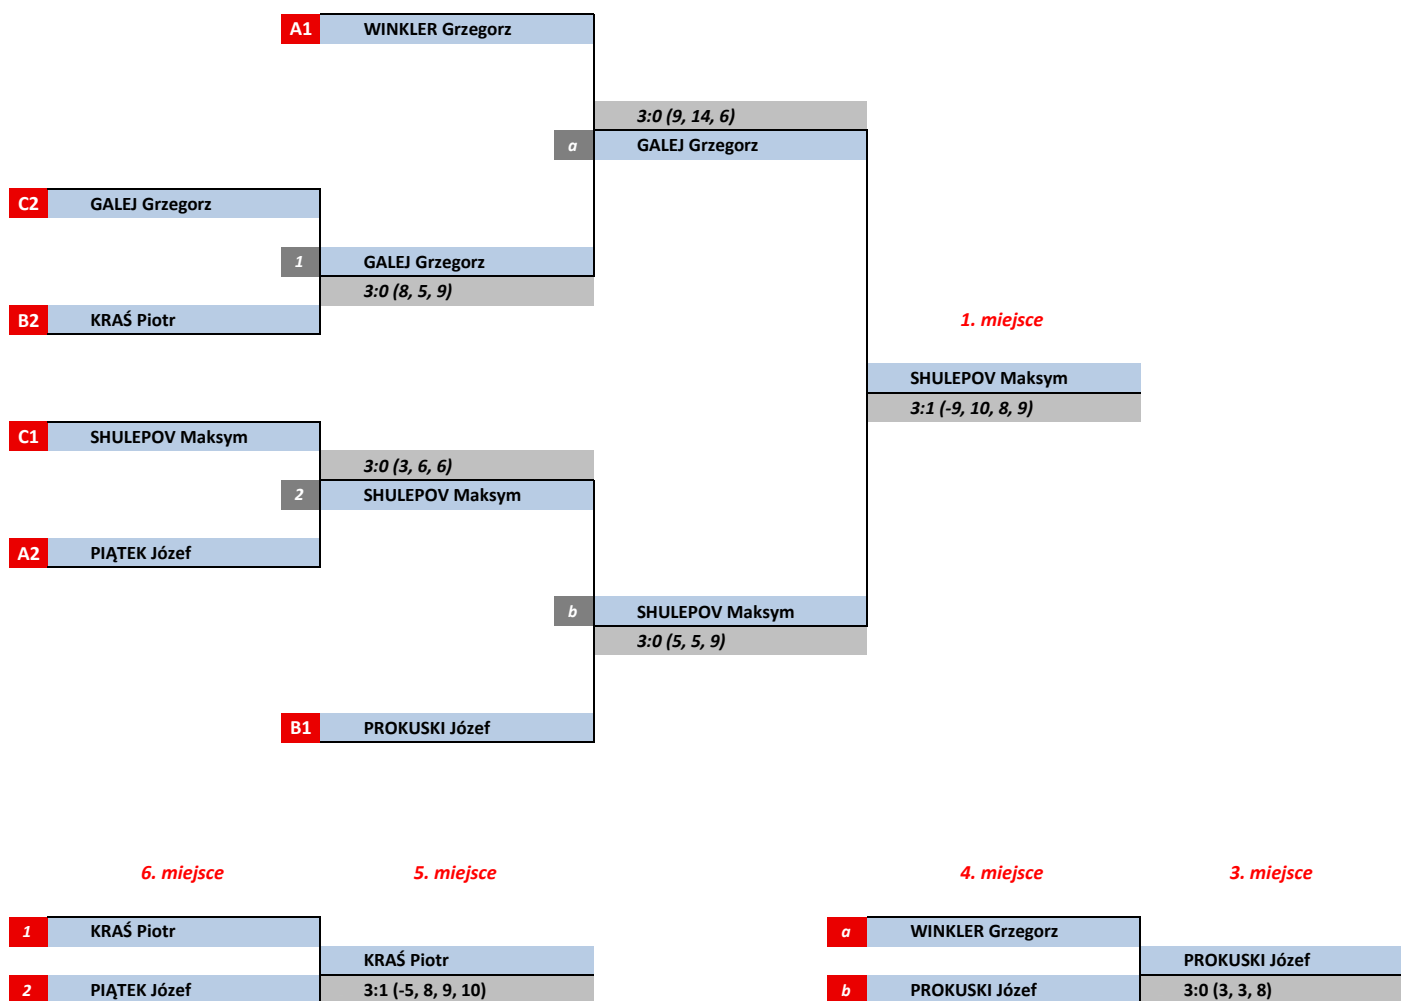 A1 WINKLER Grzegorz
3:0 (9, 14, 6)
a GALEJ Grzegorz
C2 GALEJ Grzegorz
1 GALEJ Grzegorz
3:0 (8, 5, 9)
B2 KRAŚ Piotr
1. miejsce
SHULEPOV Maksym
3:1 (-9, 10, 8, 9)
C1 SHULEPOV Maksym
3:0 (3, 6, 6)
2 SHULEPOV Maksym
A2 PIĄTEK Józef
b SHULEPOV Maksym
3:0 (5, 5, 9)
B1 PROKUSKI Józef
6. miejsce 5. miejsce 4. miejsce 3. miejsce
1 KRAŚ Piotr a WINKLER Grzegorz
KRAŚ Piotr PROKUSKI Józef
2 PIĄTEK Józef 3:1 (-5, 8, 9, 10) b PROKUSKI Józef 3:0 (3, 3, 8)